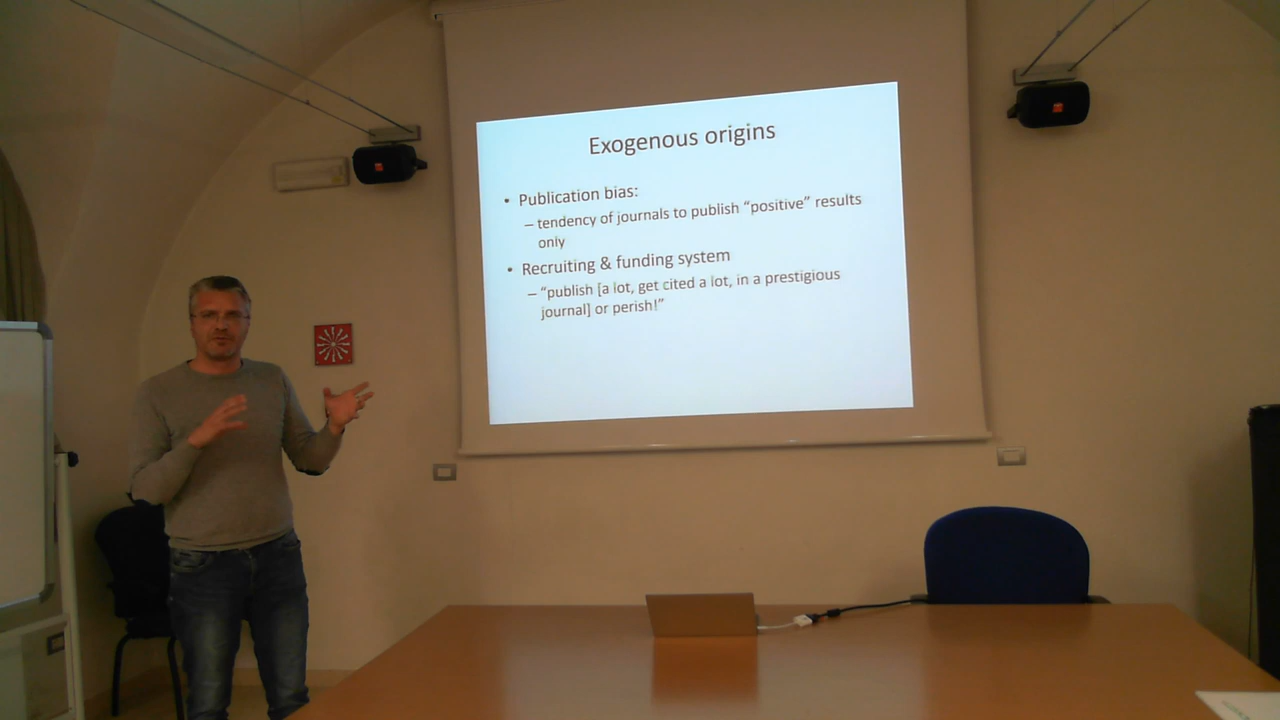 Exogenous origins
• Publication bias:
– tendency of journals to publish “positive” results
only
• Recruiting & funding system
– “publish [a lot, get cited a lot, in a prestigious
journal] or perish!”